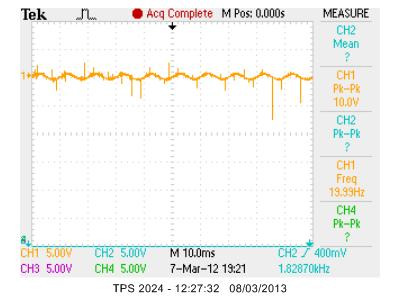 Tek Acq Complete M Pos: 0.000s MEASURE
CH2
Mean
?
1 CH1
Pk-Pk
10.0V
CH2
Pk-Pk
?
CH1
Freq
19.99Hz
CH4
Pk-Pk
?
CH1 5.00V CH2 5.00V M 10.0ms CH2 400mV
CH3 5.00V CH4 5.00V 7-Mar-12 19:21 1.82870kHz
TPS 2024 - 12:27:32 08/03/2013